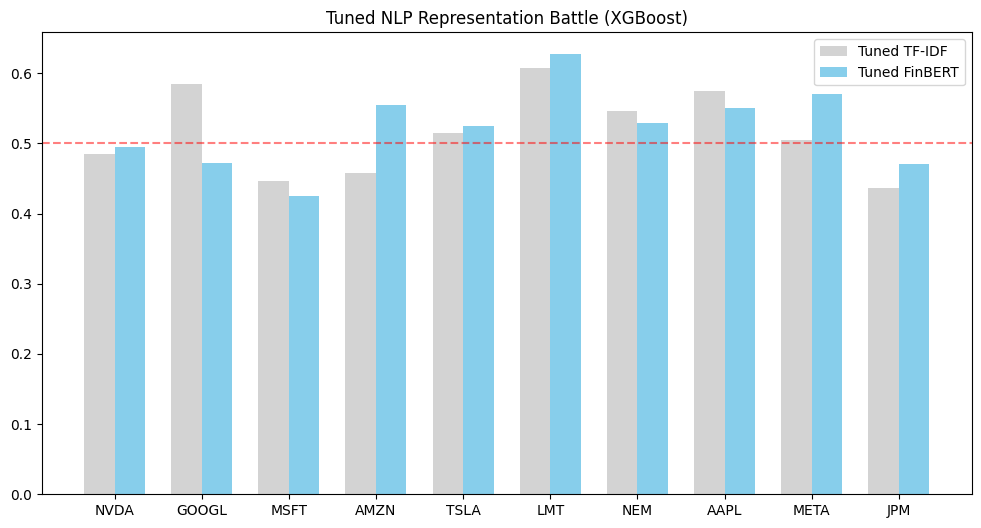 Tuned NLP Representation Battle (XGBoost)
Tuned TF-IDF
Tuned FinBERT
0.6
0.5
0.4
0.3
0.2
0.1
0.0
NVDA GOOGL MSFT AMZN TSLA LMT NEM AAPL META JPM